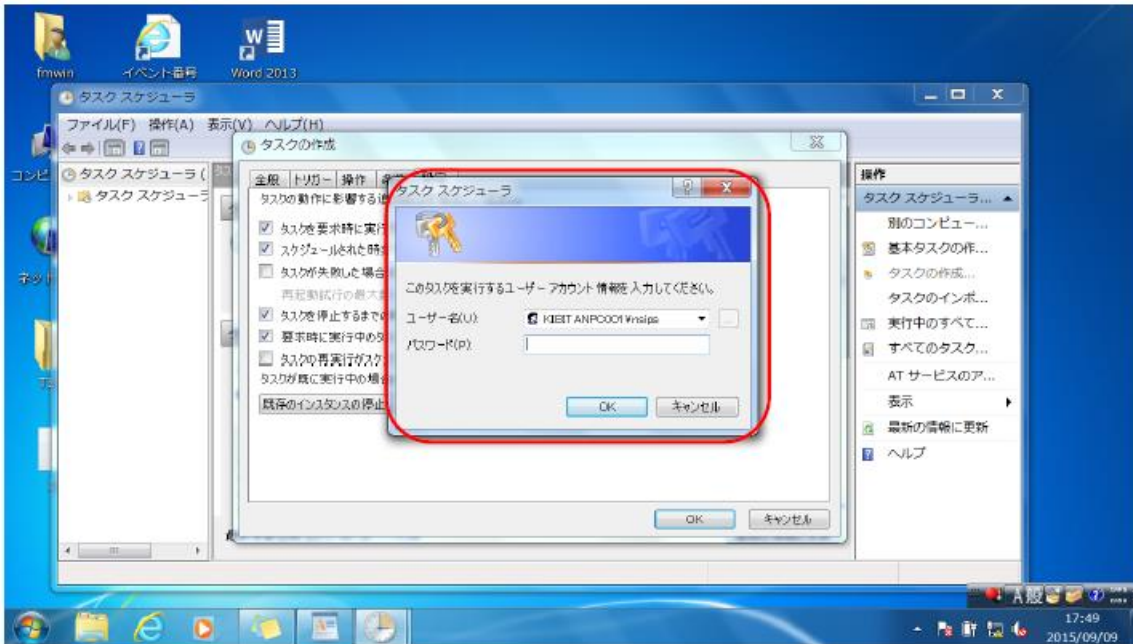 fmwin
イベント番号
Word 2013
タスク スケジューラ
ファイル(F) 操作(A) 表示(V) ヘルプ(H)
タスクの作成
タスク スケジューラ (
タスク スケジューラ
全般 トリガー 操作
タスクの動作に影響する追
タスクを要求時に実行
スケジュールされた時
タスクが失敗した場合
再起動試行の最大
タスクを停止するまでの
要求時に実行中のタ
タスクの再実行がスケ
タスクが既に実行中の場合
既存のインスタンスの停止
OK キャンセル
タスク スケジューラ
このタスクを実行するユーザー アカウント情報を入力してください。
ユーザー名(U):
パスワード(P):
OK キャンセル
操作
タスク スケジューラ...
別のコンピュー...
基本タスクの作...
タスクの作成...
タスクのインポ...
実行中のすべて...
すべてのタスク...
AT サービスのア...
表示
最新の情報に更新
ヘルプ
A 般
17:49
2015/09/09